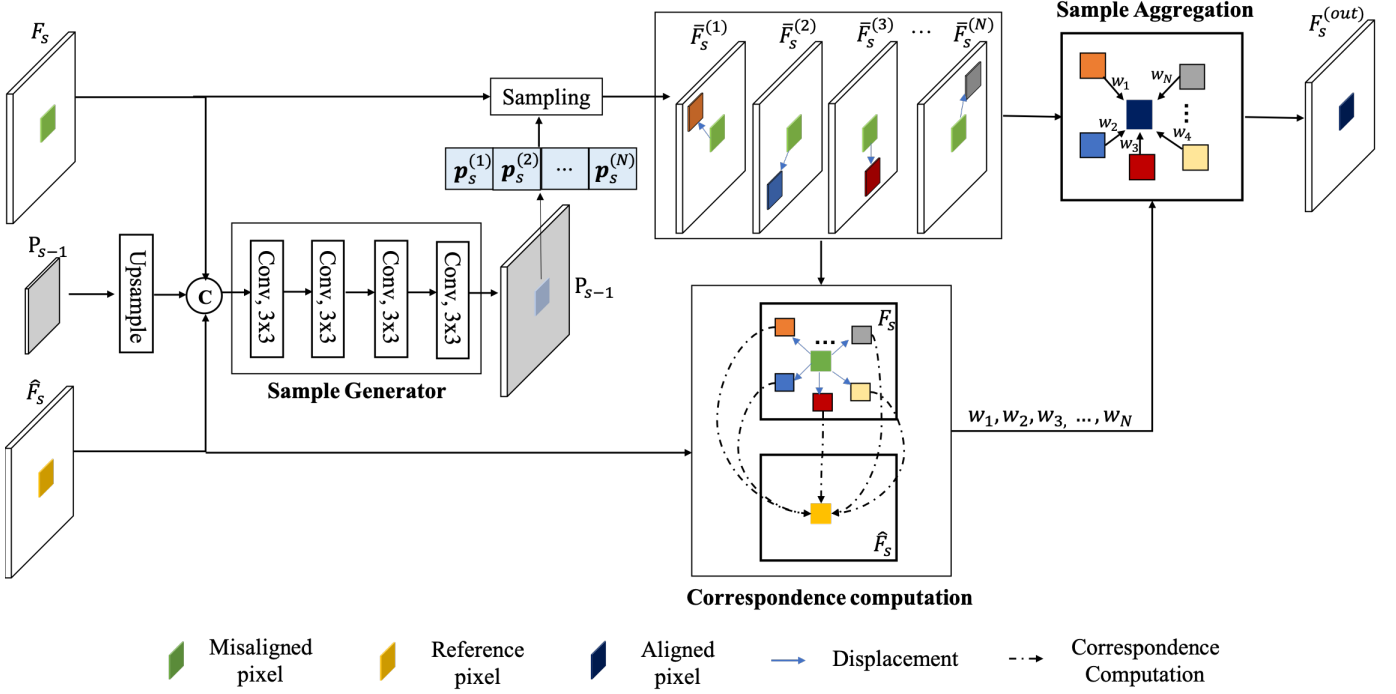 F_s
Sampling
p_s^(1) p_s^(2) ... p_s^(N)
F̅_s^(1) F̅_s^(2) F̅_s^(3) ... F̅_s^(N)
Sample Aggregation
w_1 w_N
w_2 w_3 w_4
⋮
F_s^(out)
P_{s−1}
Upsample
C
Conv, 3x3
Conv, 3x3
Conv, 3x3
Conv, 3x3
Sample Generator
P_{s−1}
F̂_s
F_s
...
F̂_s
Correspondence computation
w_1, w_2, w_3, ..., w_N
Misaligned pixel
Reference pixel
Aligned pixel
Displacement
Correspondence Computation